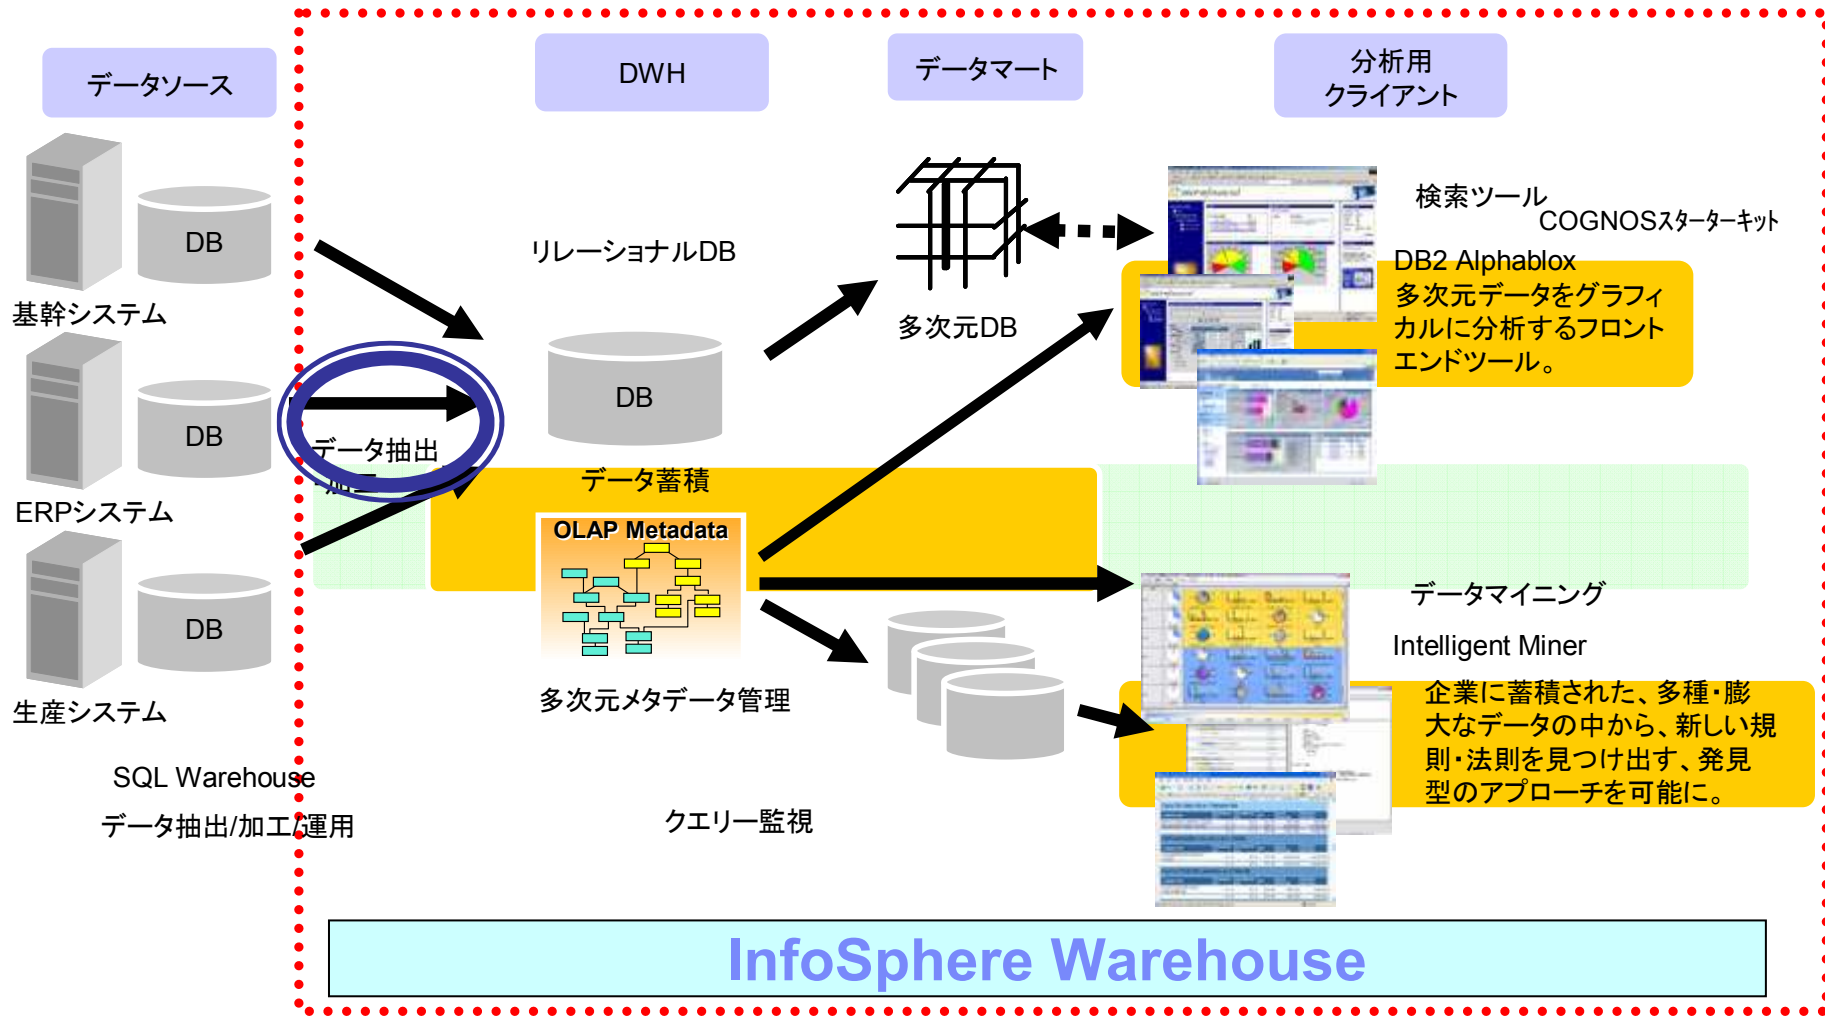 データソース
DWH
データマート
分析用
クライアント
DB
基幹システム
DB
ERPシステム
DB
生産システム
SQL Warehouse
データ抽出/加工/運用
データ抽出
加工
リレーショナルDB
DB
データ蓄積
OLAP Metadata
多次元メタデータ管理
クエリー監視
多次元DB
検索ツール
COGNOSスターターキット
DB2 Alphablox
多次元データをグラフィ
カルに分析するフロント
エンドツール。
データマイニング
Intelligent Miner
企業に蓄積された、多種・膨
大なデータの中から、新しい規
則・法則を見つけ出す、発見
型のアプローチを可能に。
InfoSphere Warehouse